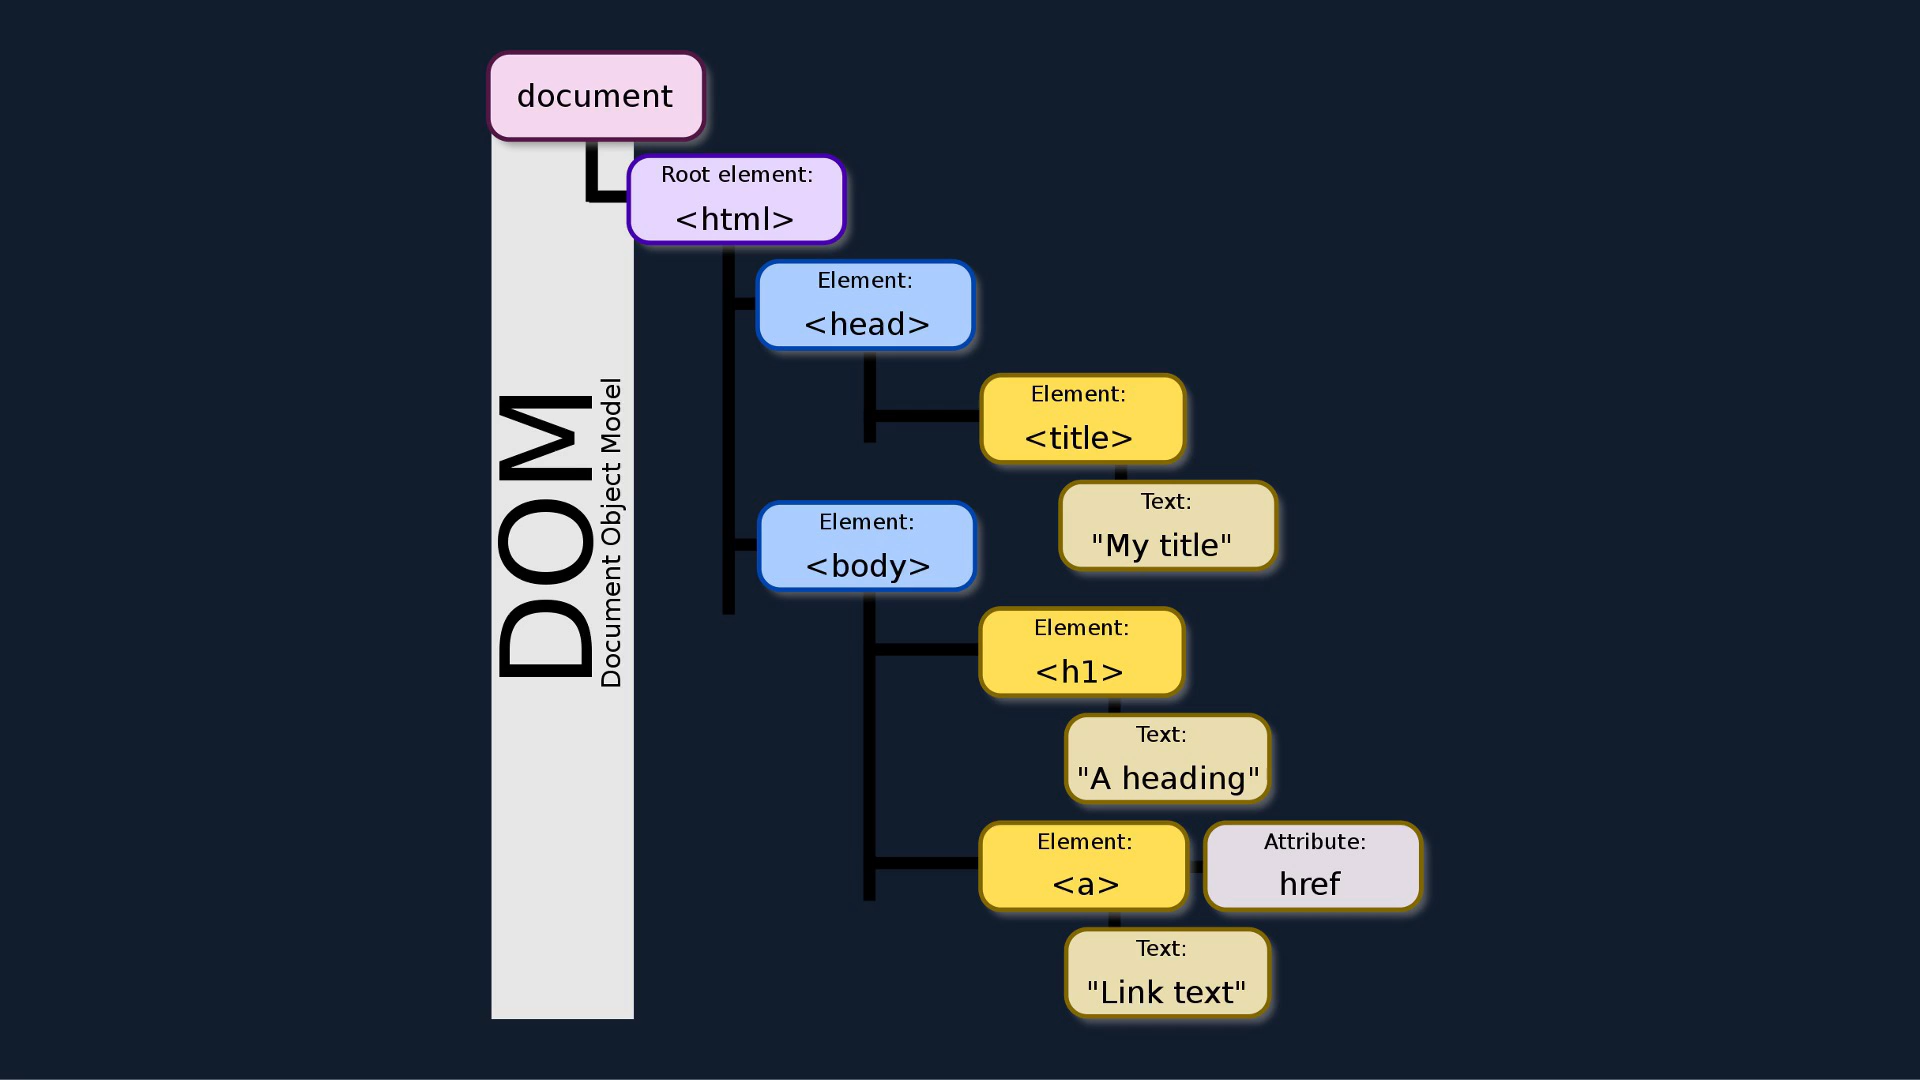 document
Root element:
<html>
Element:
<head>
Element:
<title>
Text:
"My title"
Element:
<body>
Element:
<h1>
Text:
"A heading"
Element:
<a>
Attribute:
href
Text:
"Link text"
DOM
Document Object Model